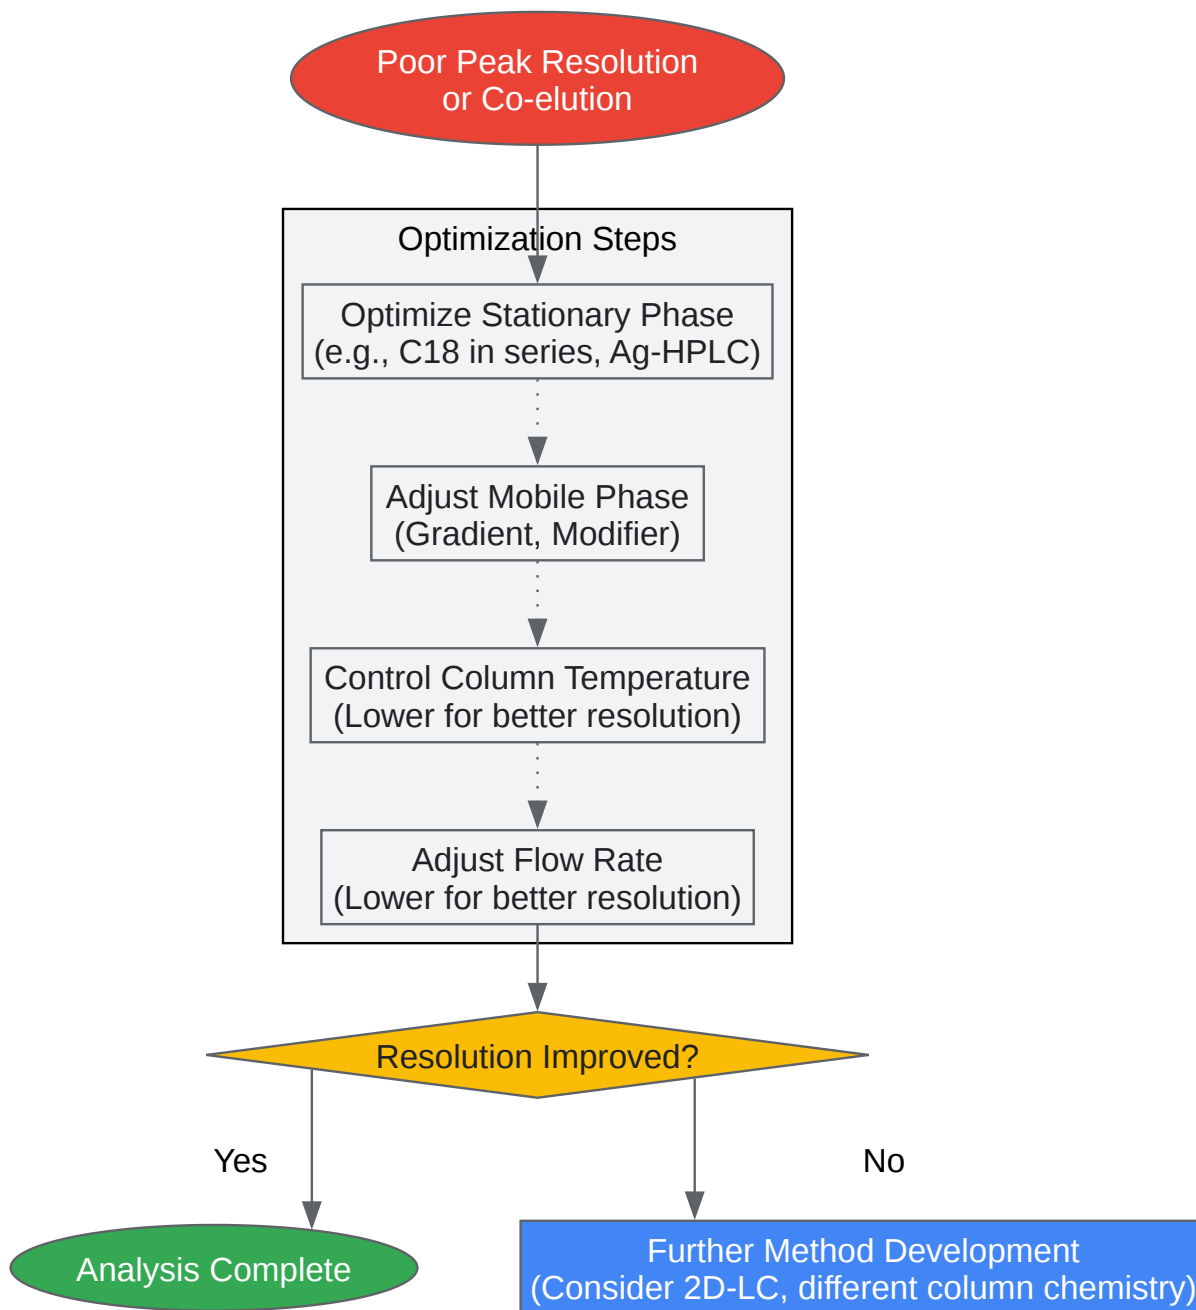 Poor Peak Resolution
or Co-elution
Optimization Steps
Optimize Stationary Phase
(e.g., C18 in series, Ag-HPLC)
Adjust Mobile Phase
(Gradient, Modifier)
Control Column Temperature
(Lower for better resolution)
Adjust Flow Rate
(Lower for better resolution)
Resolution Improved?
Yes
No
Analysis Complete
Further Method Development
(Consider 2D-LC, different column chemistry)